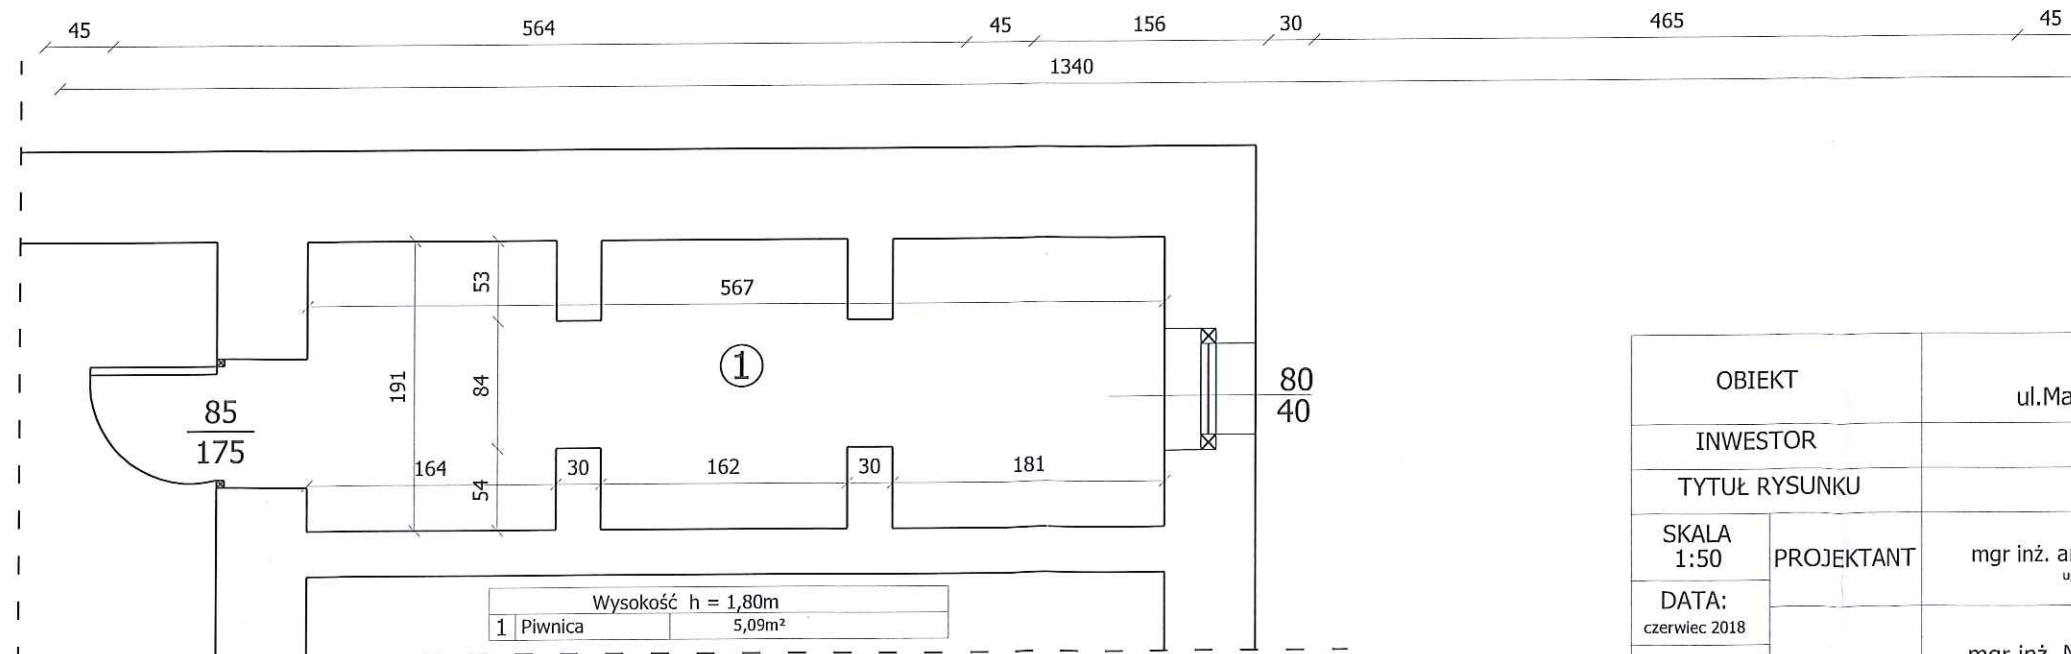 45 564 45 156 30 465 45
1340
53
567
191
84
1
80
40
85
175
164
30
162
30
181
54
Wysokość h = 1,80m
1 Piwnica 5,09m²
OBIEKT
ul.Ma
INWESTOR
TYTUŁ RYSUNKU
SKALA
1:50
PROJEKTANT
mgr inż. a
DATA:
czerwiec 2018
mgr inż. N